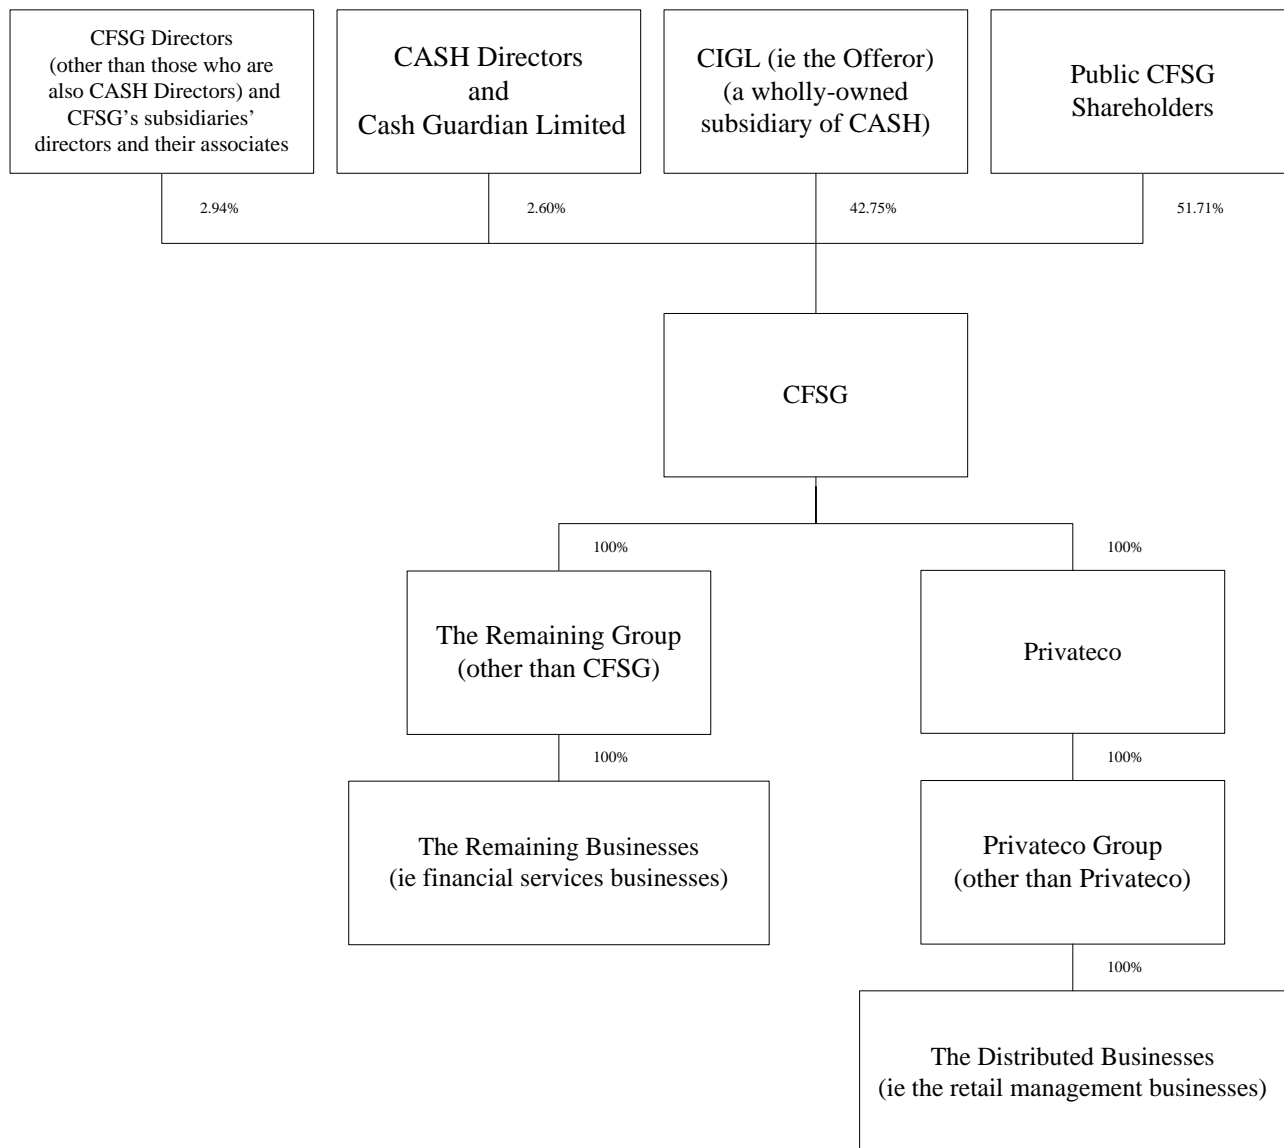 CFSG Directors
(other than those who are
also CASH Directors) and
CFSG’s subsidiaries’
directors and their associates
CASH Directors
and
Cash Guardian Limited
CIGL (ie the Offeror)
(a wholly-owned
subsidiary of CASH)
Public CFSG
Shareholders
2.94%
2.60%
42.75%
51.71%
CFSG
100%
100%
The Remaining Group
(other than CFSG)
Privateco
100%
100%
The Remaining Businesses
(ie financial services businesses)
Privateco Group
(other than Privateco)
100%
The Distributed Businesses
(ie the retail management businesses)